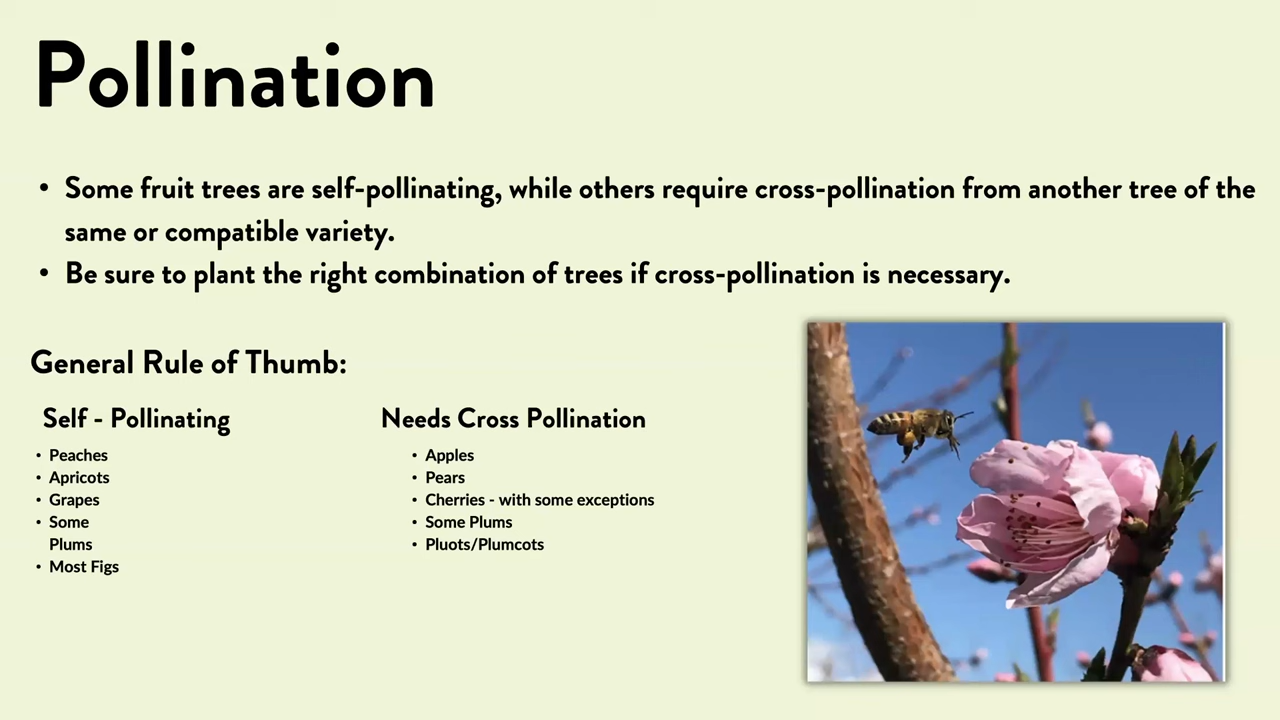 Pollination
• Some fruit trees are self-pollinating, while others require cross-pollination from another tree of the
same or compatible variety.
• Be sure to plant the right combination of trees if cross-pollination is necessary.
General Rule of Thumb:
Self - Pollinating
• Peaches
• Apricots
• Grapes
• Some
Plums
• Most Figs
Needs Cross Pollination
• Apples
• Pears
• Cherries - with some exceptions
• Some Plums
• Pluots/Plumcots